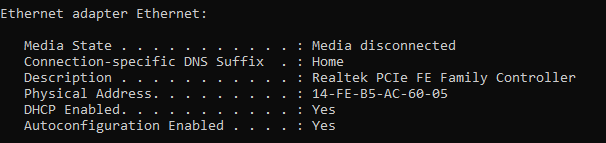 Ethernet adapter Ethernet:
Media State . . . . . . . . . . . : Media disconnected
Connection-specific DNS Suffix  . : Home
Description . . . . . . . . . . . : Realtek PCIe FE Family Controller
Physical Address. . . . . . . . . : 14-FE-B5-AC-60-05
DHCP Enabled. . . . . . . . . . . : Yes
Autoconfiguration Enabled . . . . : Yes